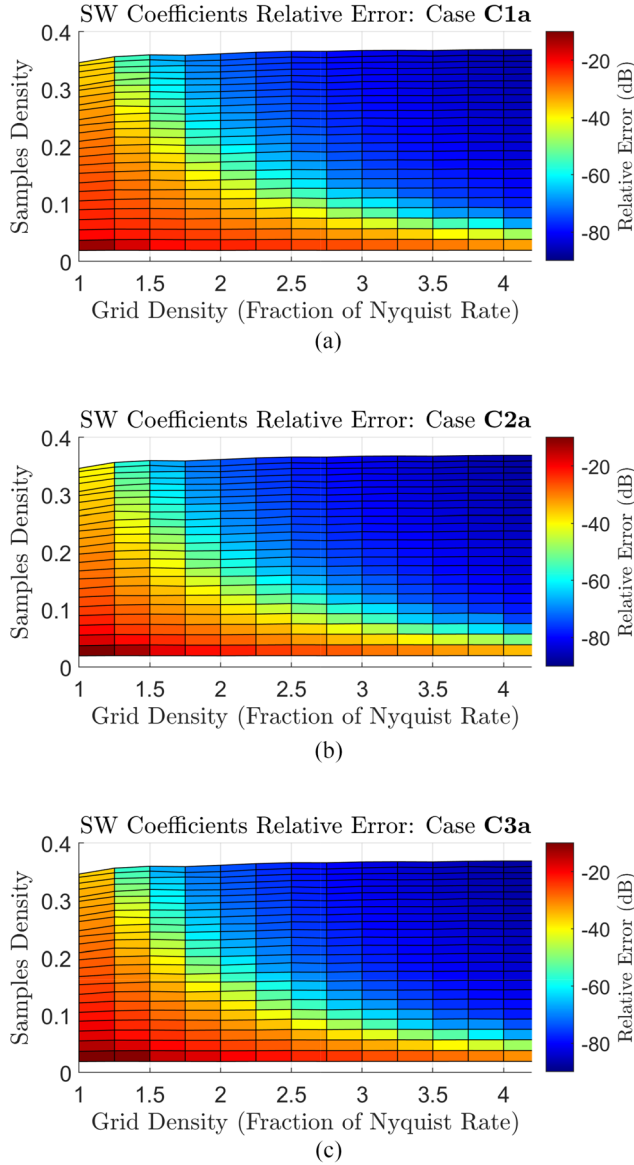 SW Coefficients Relative Error: Case C1a
0.4
0.3
0.2
0.1
0
Samples Density
1 1.5 2 2.5 3 3.5 4
Grid Density (Fraction of Nyquist Rate)
-20
-40
-60
-80
Relative Error (dB)
(a)
SW Coefficients Relative Error: Case C2a
0.4
0.3
0.2
0.1
0
Samples Density
1 1.5 2 2.5 3 3.5 4
Grid Density (Fraction of Nyquist Rate)
-20
-40
-60
-80
Relative Error (dB)
(b)
SW Coefficients Relative Error: Case C3a
0.4
0.3
0.2
0.1
0
Samples Density
1 1.5 2 2.5 3 3.5 4
Grid Density (Fraction of Nyquist Rate)
-20
-40
-60
-80
Relative Error (dB)
(c)